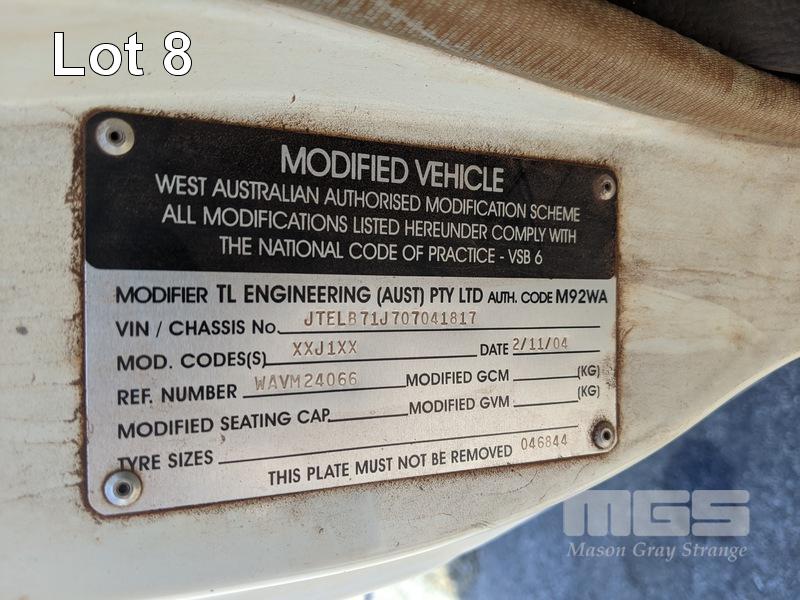 Lot 8
MODIFIED VEHICLE
WEST AUSTRALIAN AUTHORISED MODIFICATION SCHEME
ALL MODIFICATIONS LISTED HEREUNDER COMPLY WITH
THE NATIONAL CODE OF PRACTICE - VSB 6
MODIFIER TL ENGINEERING (AUST) PTY LTD AUTH. CODE M92WA
VIN / CHASSIS No. JTELB71J707041817
MOD. CODES(S) XXJ1XX DATE 2/11/04
REF. NUMBER WAVM24066 MODIFIED GCM (KG)
MODIFIED SEATING CAP. MODIFIED GVM (KG)
TYRE SIZES
THIS PLATE MUST NOT BE REMOVED 046844
MGS
Mason Gray Strange